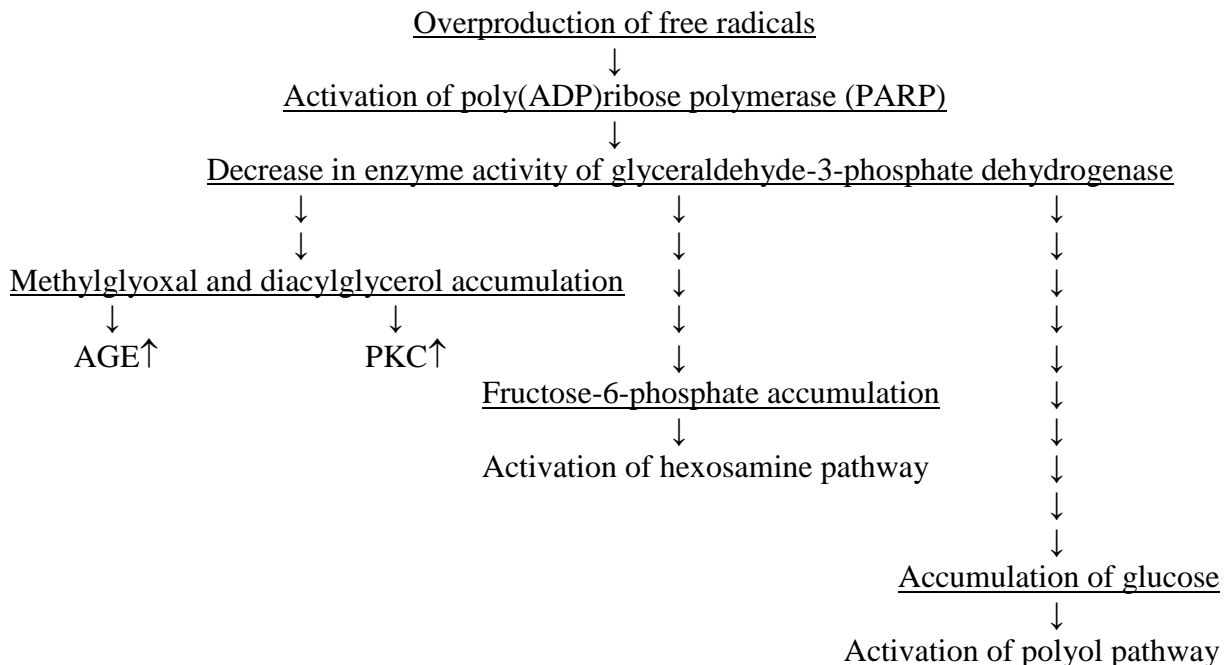 Overproduction of free radicals
↓
Activation of poly(ADP)ribose polymerase (PARP)
↓
Decrease in enzyme activity of glyceraldehyde-3-phosphate dehydrogenase
↓ ↓ ↓
↓ ↓ ↓
Methylglyoxal and diacylglycerol accumulation ↓ ↓
↓ ↓ ↓ ↓
AGE↑ PKC↑ ↓ ↓
Fructose-6-phosphate accumulation ↓
↓ ↓
Activation of hexosamine pathway ↓
↓
↓
Accumulation of glucose
↓
Activation of polyol pathway